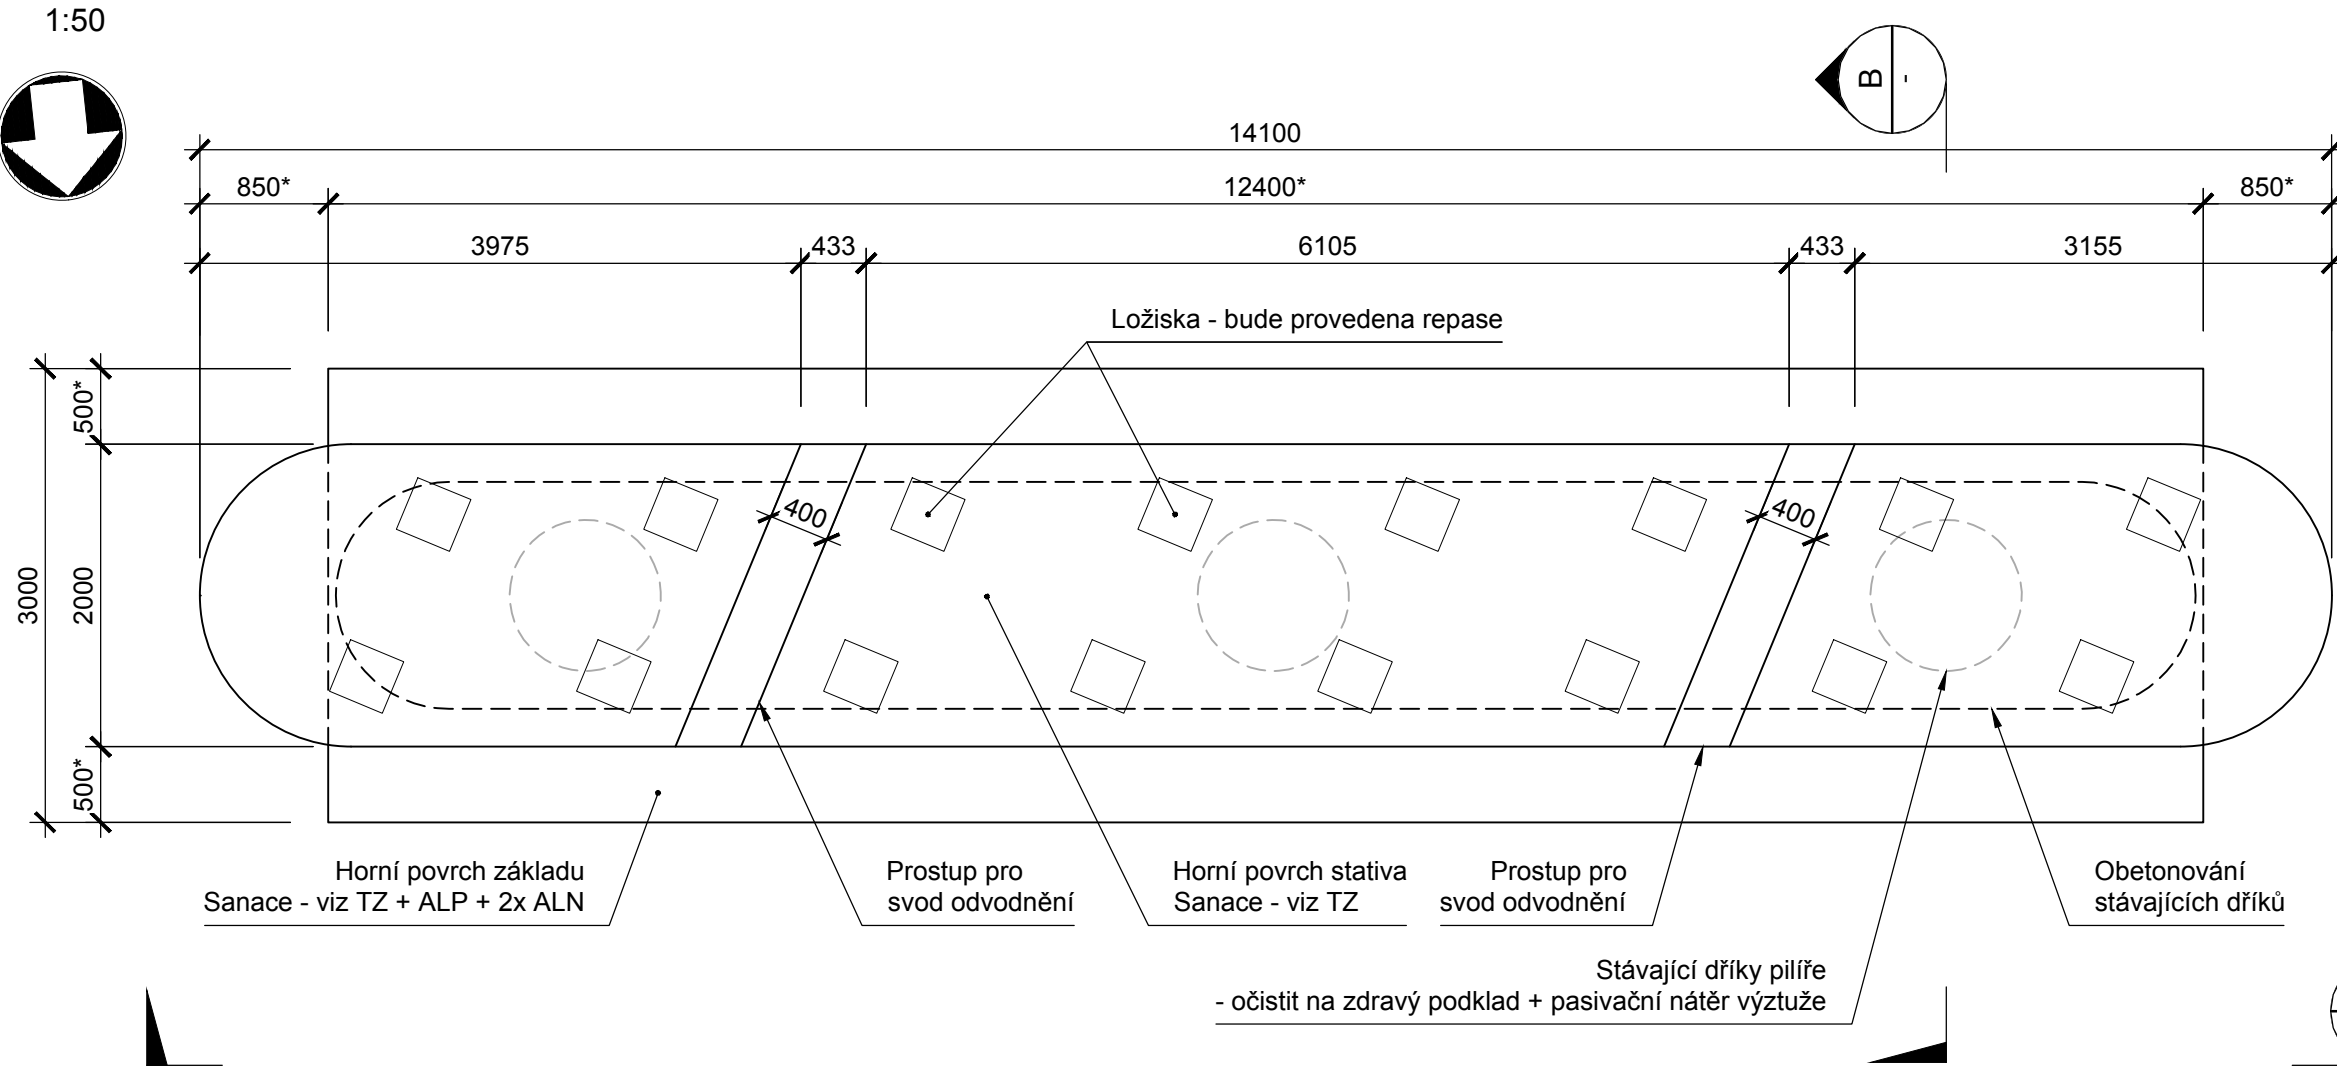 1:50
B
-
14100
850*
12400*
850*
3975
433
6105
433
3155
Ložiska - bude provedena repase
500*
3000
2000
500*
400
400
Horní povrch základu
Sanace - viz TZ + ALP + 2x ALN
Prostup pro
svod odvodnění
Horní povrch stativa
Sanace - viz TZ
Prostup pro
svod odvodnění
Obetonování
stávajících dříků
Stávající dříky pilíře
- očistit na zdravý podklad + pasivační nátěr výztuže